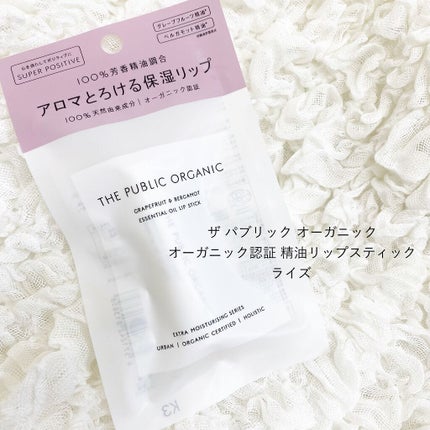 心を満たしてポジティブに
SUPER POSITIVE
グレープフルーツ精油*
ベルガモット精油*
100%芳香精油調合
アロマとろける保湿リップ
100%天然由来成分 | オーガニック認証
THE PUBLIC ORGANIC
GRAPEFRUIT & BERGAMOT
ESSENTIAL OIL LIP STICK
EXTRA MOISTURISING SERIES
URBAN | ORGANIC CERTIFIED | HOLISTIC
K3
ザ パブリック オーガニック
オーガニック認証 精油リップスティック
ライズ